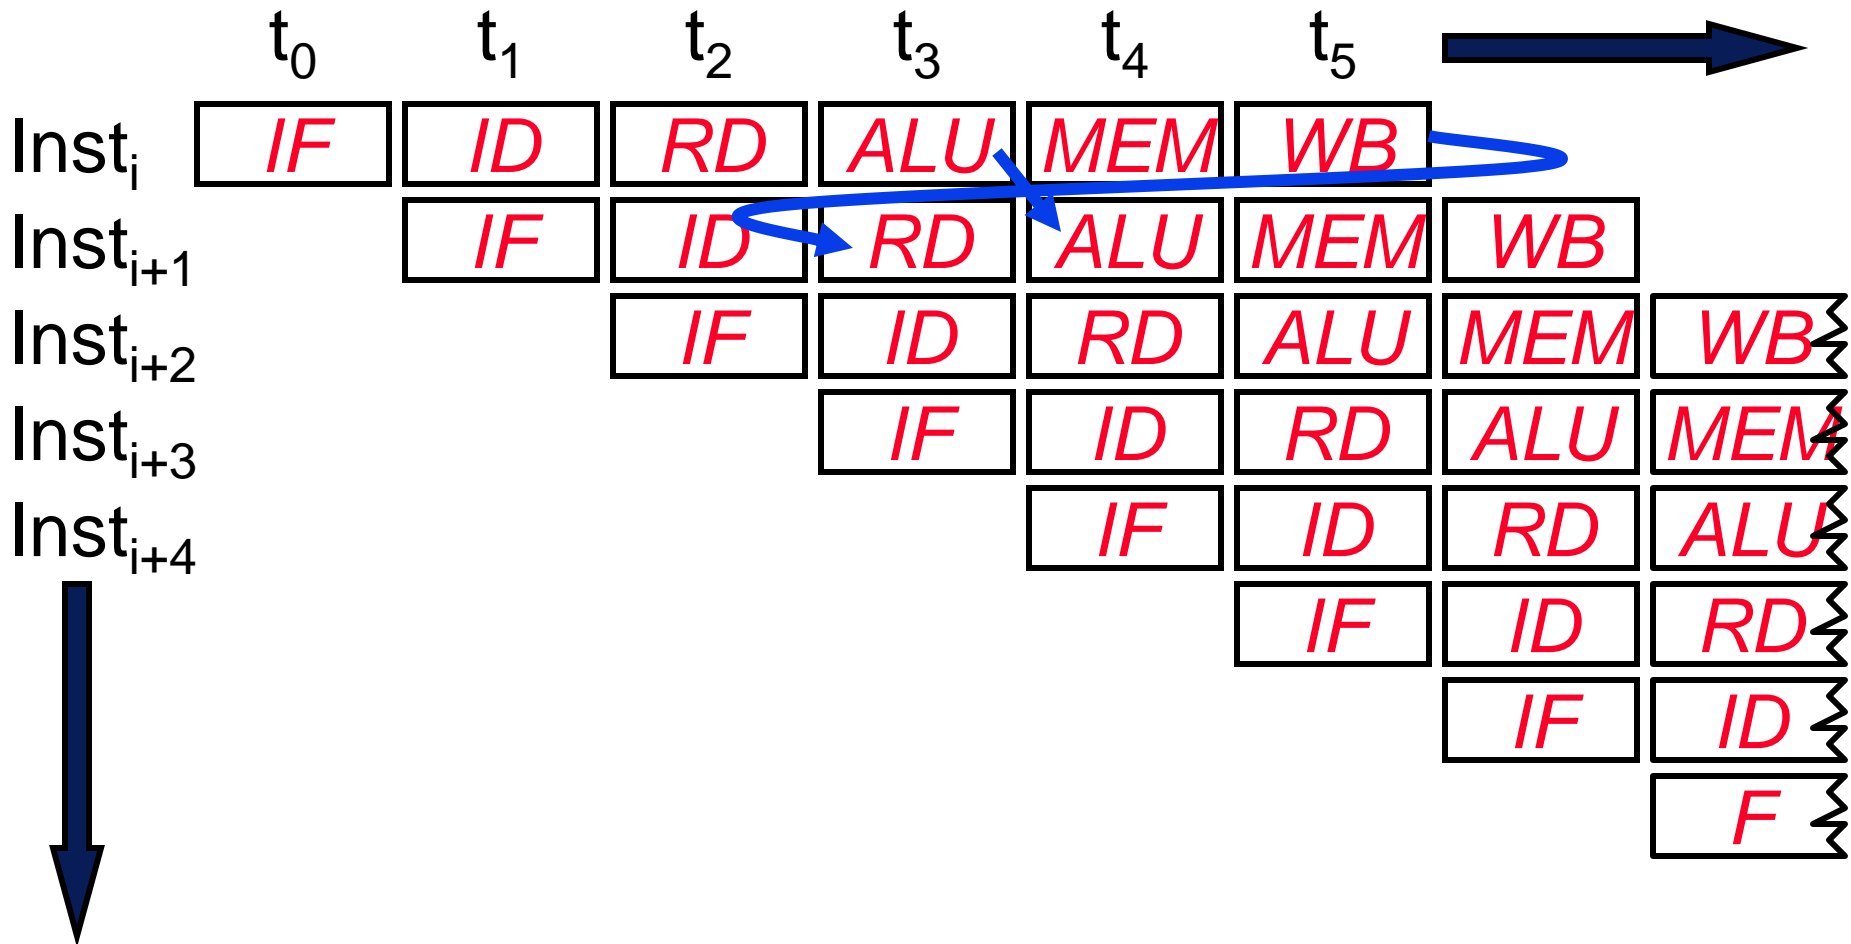 t₀ t₁ t₂ t₃ t₄ t₅
Instᵢ IF ID RD ALU MEM WB
Instᵢ₊₁ IF ID RD ALU MEM WB
Instᵢ₊₂ IF ID RD ALU MEM WB
Instᵢ₊₃ IF ID RD ALU MEM
Instᵢ₊₄ IF ID RD ALU
IF ID RD
IF ID
F